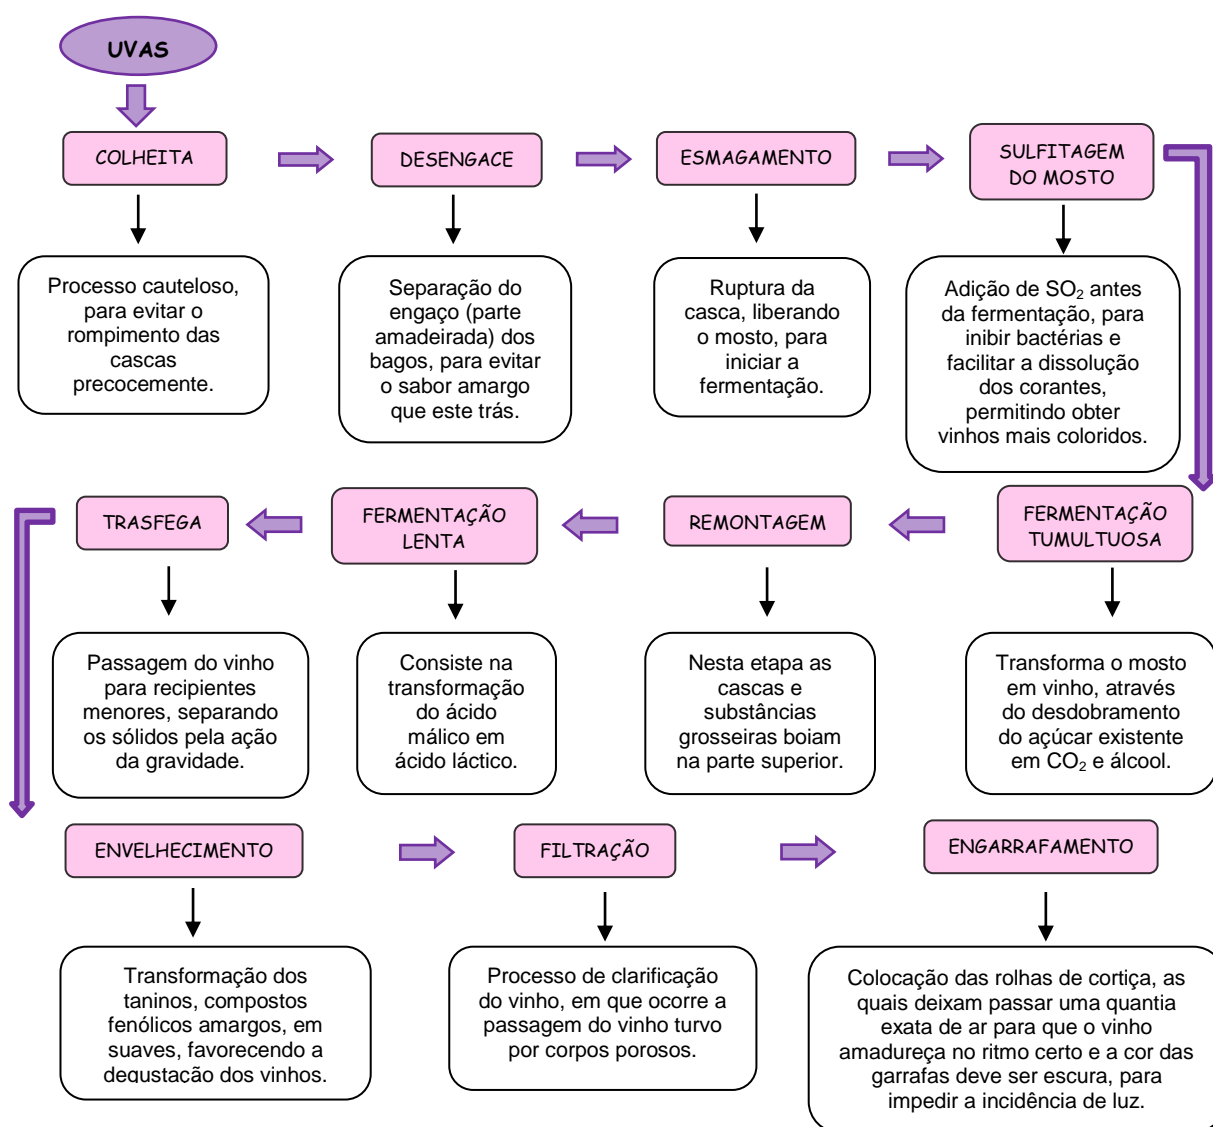 UVAS
COLHEITA
DESENGACE
ESMAGAMENTO
SULFITAGEM
DO MOSTO
Processo cauteloso,
para evitar o
rompimento das
cascas
precocemente.
Separação do
engaço (parte
amadeirada) dos
bagos, para evitar
o sabor amargo
que este trás.
Ruptura da
casca, liberando
o mosto, para
iniciar a
fermentação.
Adição de SO₂ antes
da fermentação, para
inibir bactérias e
facilitar a dissolução
dos corantes,
permitindo obter
vinhos mais coloridos.
TRASFEGA
FERMENTAÇÃO
LENTA
REMONTAGEM
FERMENTAÇÃO
TUMULTUOSA
Passagem do vinho
para recipientes
menores, separando
os sólidos pela ação
da gravidade.
Consiste na
transformação
do ácido
málico em
ácido láctico.
Nesta etapa as
cascas e
substâncias
grosseiras boiam
na parte superior.
Transforma o mosto
em vinho, através
do desdobramento
do açúcar existente
em CO₂ e álcool.
ENVELHECIMENTO
FILTRAÇÃO
ENGARRAFAMENTO
Transformação dos
taninos, compostos
fenólicos amargos, em
suaves, favorecendo a
degustação dos vinhos.
Processo de clarificação
do vinho, em que ocorre a
passagem do vinho turvo
por corpos porosos.
Colocação das rolhas de cortiça, as
quais deixam passar uma quantia
exata de ar para que o vinho
amadureça no ritmo certo e a cor das
garrafas deve ser escura, para
impedir a incidência de luz.